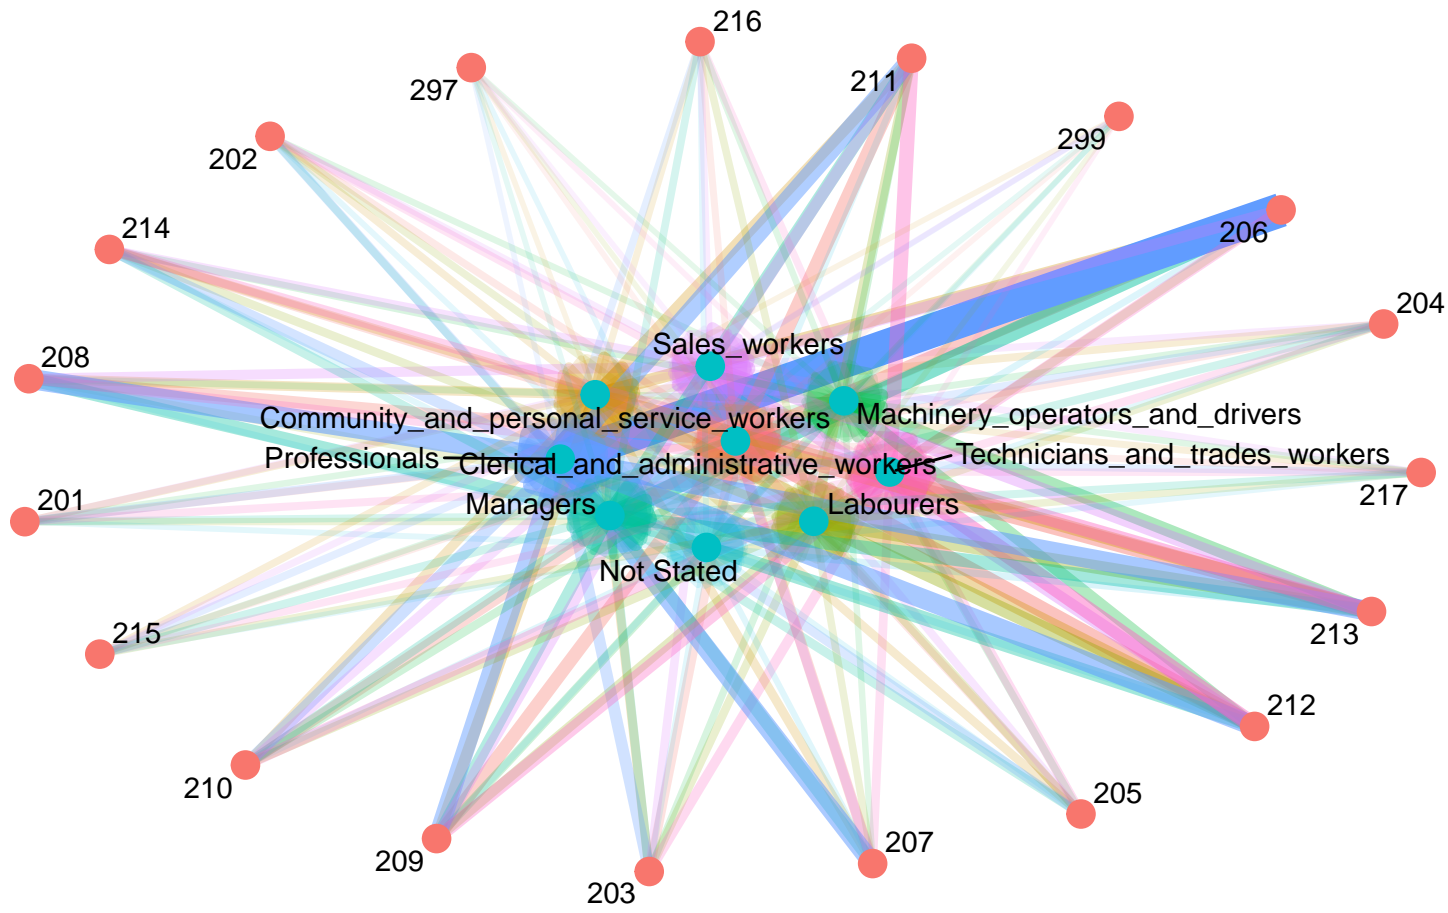 216
211
297
299
202
214
206
204
208
Sales_workers
Community_and_personal_service_workers
Machinery_operators_and_drivers
Professionals
Clerical_and_administrative_workers
Technicians_and_trades_workers
217
201
Managers
Labourers
Not Stated
215
213
212
210
205
209
207
203